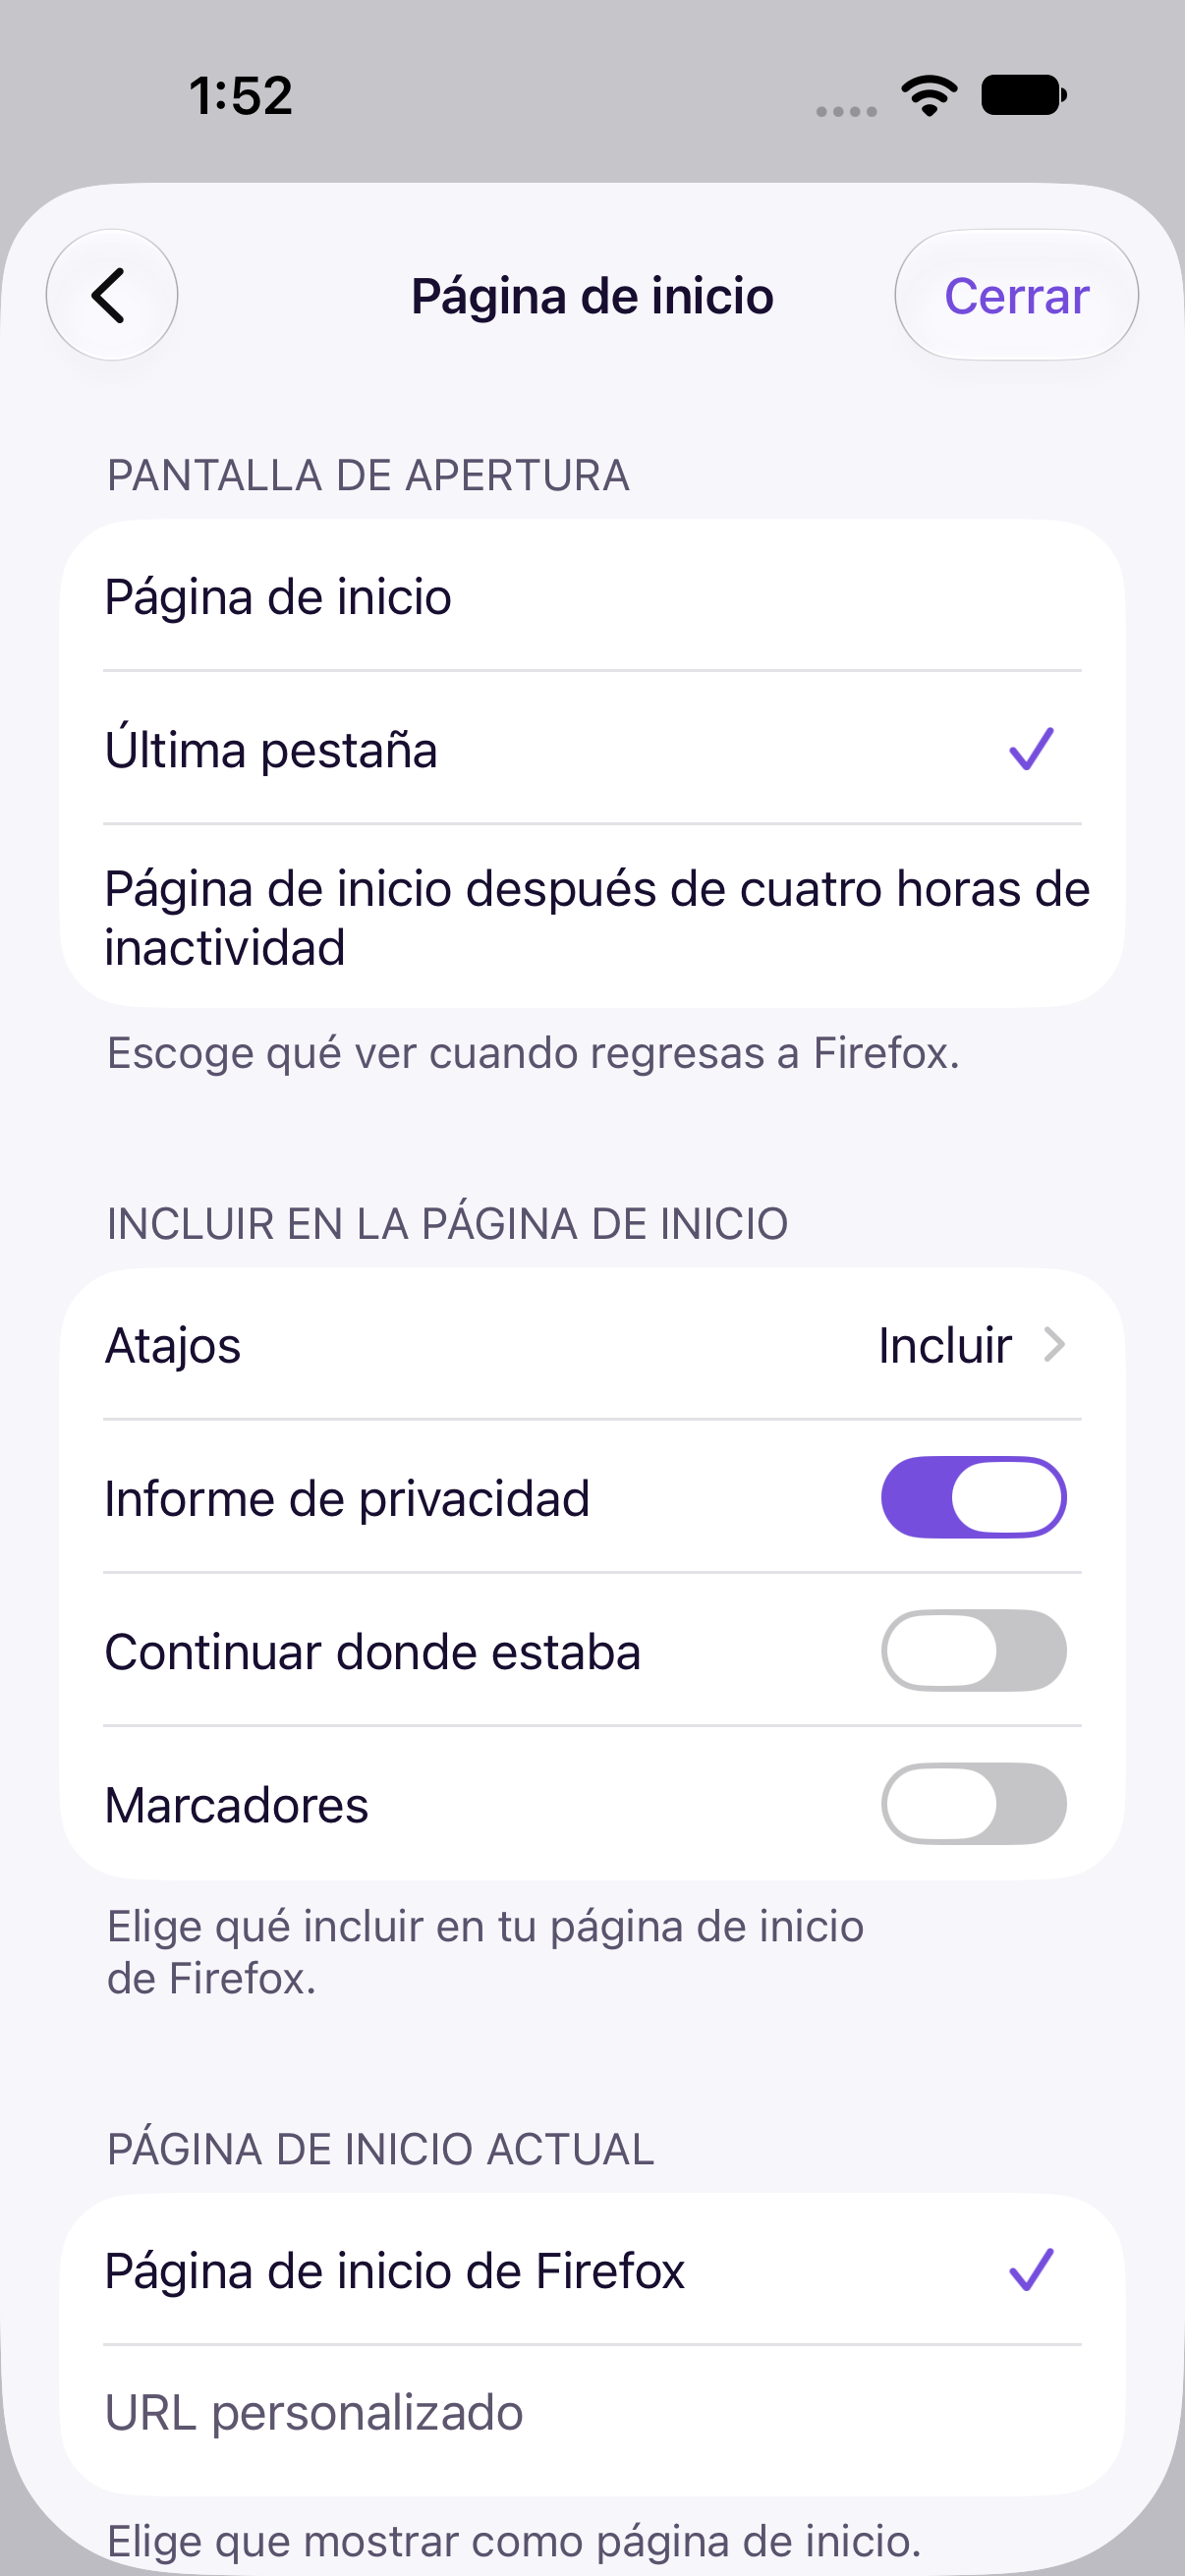 1:52
Página de inicio
Cerrar
PANTALLA DE APERTURA
Página de inicio
Última pestaña
Página de inicio después de cuatro horas de
inactividad
Escoge qué ver cuando regresas a Firefox.
INCLUIR EN LA PÁGINA DE INICIO
Atajos
Incluir
Informe de privacidad
Continuar donde estaba
Marcadores
Elige qué incluir en tu página de inicio
de Firefox.
PÁGINA DE INICIO ACTUAL
Página de inicio de Firefox
URL personalizado
Elige que mostrar como página de inicio.